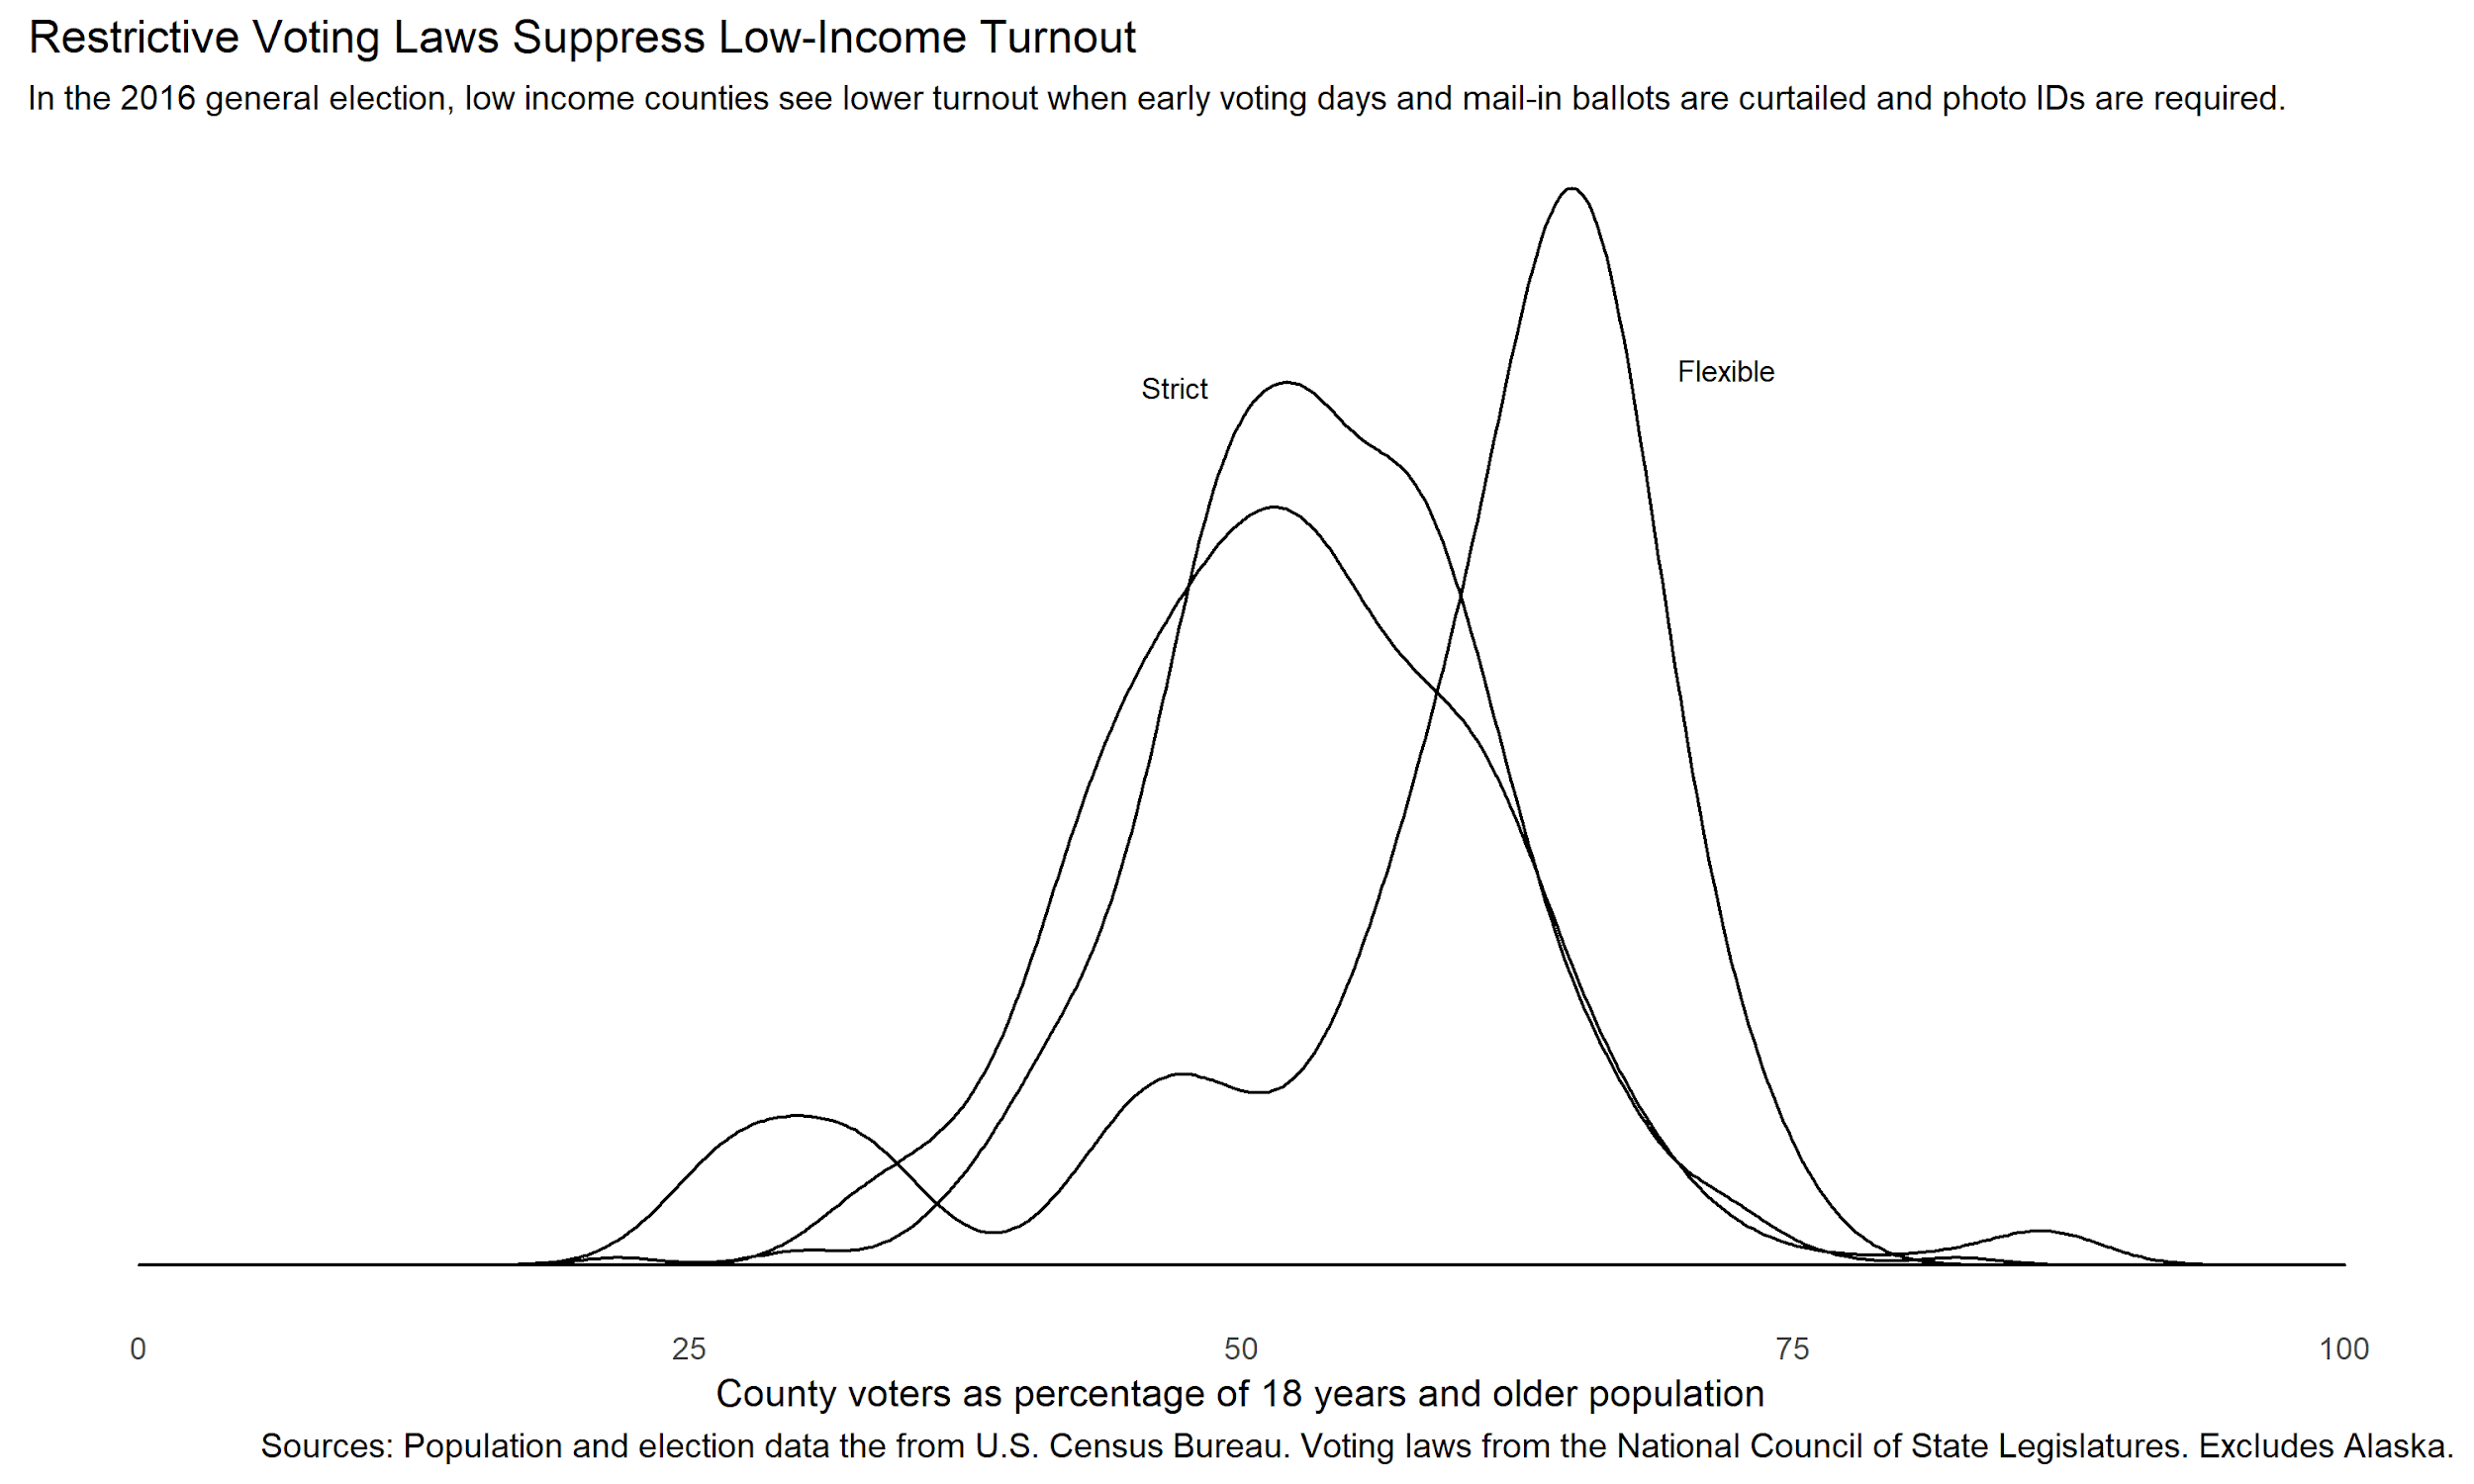 Restrictive Voting Laws Suppress Low-Income Turnout
In the 2016 general election, low income counties see lower turnout when early voting days and mail-in ballots are curtailed and photo IDs are required.
Flexible
Strict
0 25 50 75 100
County voters as percentage of 18 years and older population
Sources: Population and election data the from U.S. Census Bureau. Voting laws from the National Council of State Legislatures. Excludes Alaska.